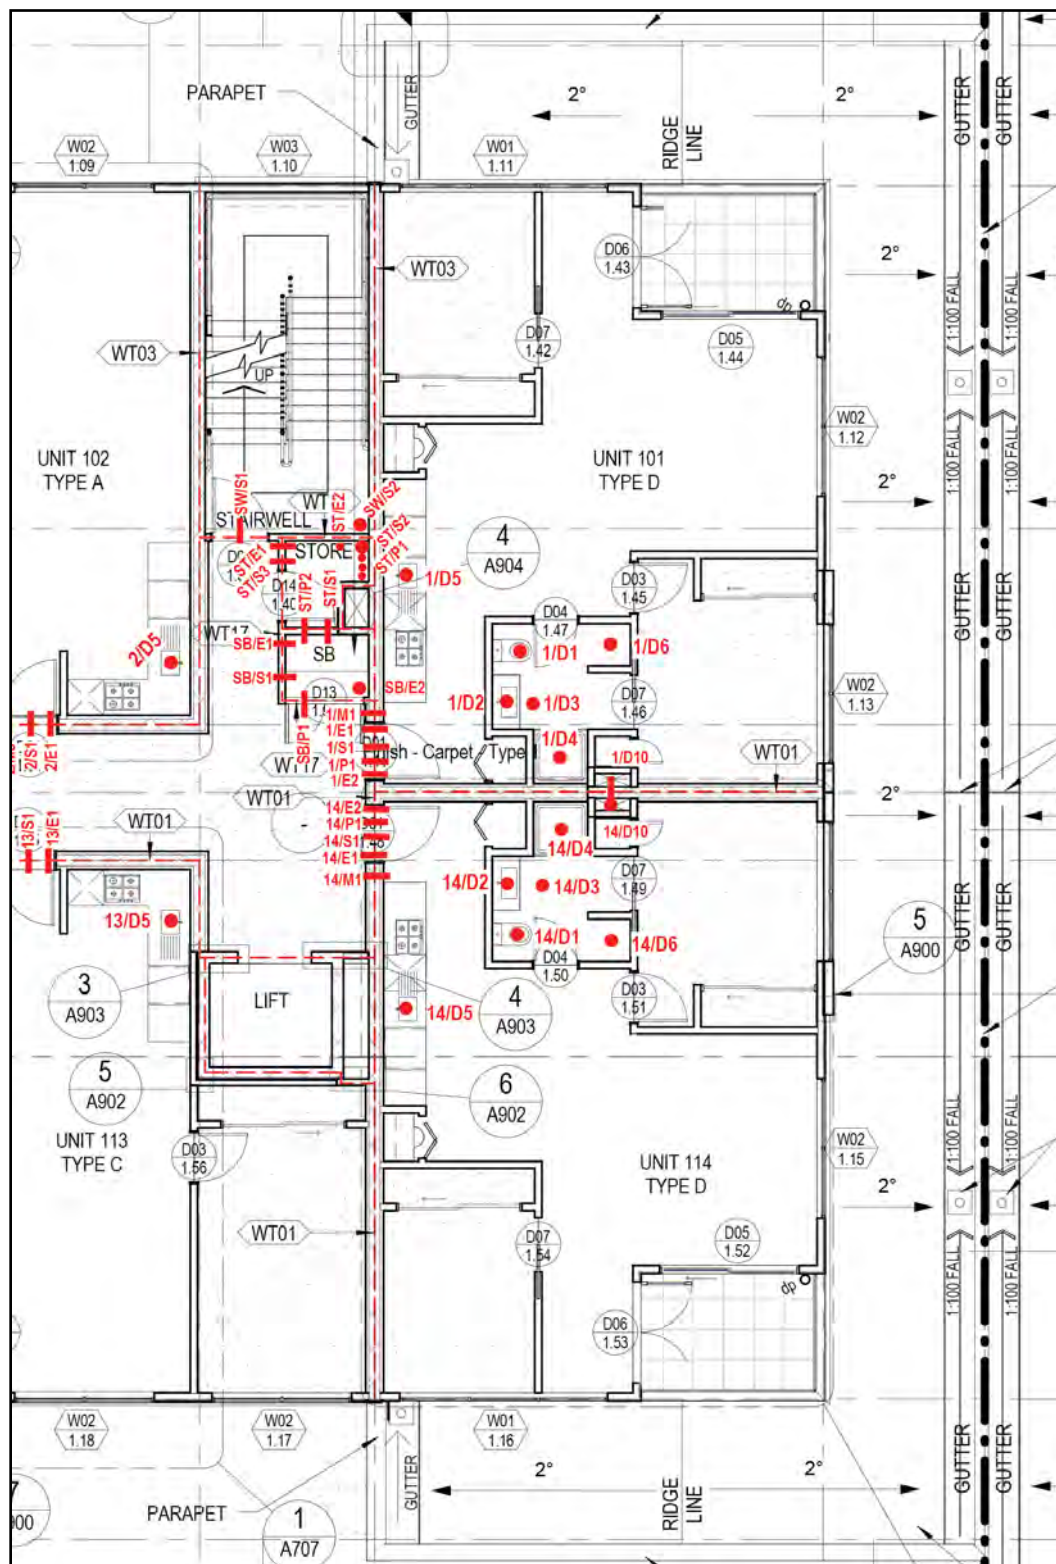 PARAPET
GUTTER
2°
2°
RIDGE
LINE
GUTTER
GUTTER
W02
1.09
W03
1.10
W01
1.11
WT03
D06
1.43
2°
1:100 FALL
1:100 FALL
dp
WT03
UP
D07
1.42
D05
1.44
W02
1.12
UNIT 102
TYPE A
UNIT 101
TYPE D
1:100 FALL
1:100 FALL
2°
SW/S1
ST/E2
SW/S2
WT
STAIRWELL
ST/S2
ST/P1
STORE
ST/E1
ST/S3
D14
1.40
ST/P2
ST/S1
4
A904
1/D5
D03
1.45
D04
1.47
GUTTER
GUTTER
WT17
2/D5
SB/E1
SB
1/D1
1/D6
SB/S1
D13
SB/E2
1/D2
1/D3
D07
1.46
W02
1.13
1/M1
1/E1
1/S1
1/P1
1/E2
SB/P1
2/S1
2/E1
Finish - Carpet / Type
1/D4
1/D10
WT01
WT17
WT01
2°
13/S1
13/E1
WT01
14/E2
14/P1
14/S1
14/E1
14/M1
1.48
14/D4
14/D10
14/D2
14/D3
D07
1.49
13/D5
14/D1
14/D6
D04
1.50
5
A900
GUTTER
GUTTER
3
A903
LIFT
14/D5
4
A903
D03
1.51
5
A902
6
A902
UNIT 113
TYPE C
D03
1.56
UNIT 114
TYPE D
W02
1.15
1:100 FALL
1:100 FALL
2°
WT01
D07
1.54
D05
1.52
dp
1:100 FALL
1:100 FALL
D06
1.53
W02
1.18
W02
1.17
W01
1.16
GUTTER
2°
2°
RIDGE
LINE
GUTTER
GUTTER
PARAPET
1
A707